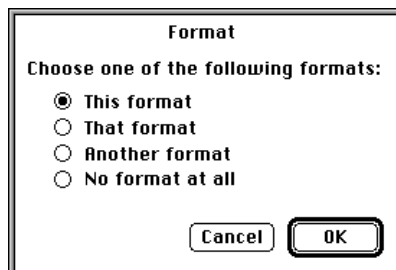 Format
Choose one of the following formats:
This format
That format
Another format
No format at all
Cancel OK